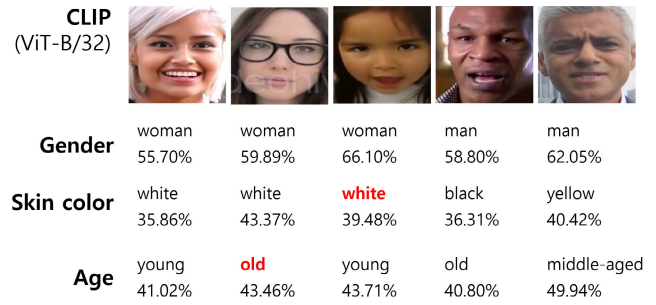 CLIP
(ViT-B/32)
Gender
woman woman woman man man
55.70% 59.89% 66.10% 58.80% 62.05%
Skin color
white white white black yellow
35.86% 43.37% 39.48% 36.31% 40.42%
Age
young old young old middle-aged
41.02% 43.46% 43.71% 40.80% 49.94%